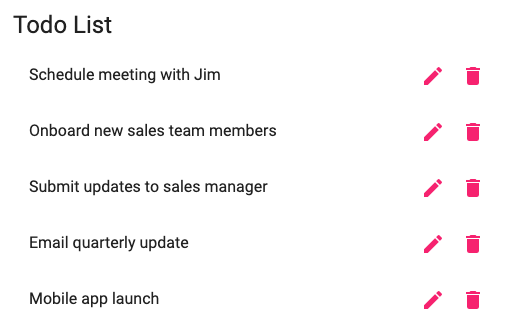 Todo List
Schedule meeting with Jim
Onboard new sales team members
Submit updates to sales manager
Email quarterly update
Mobile app launch